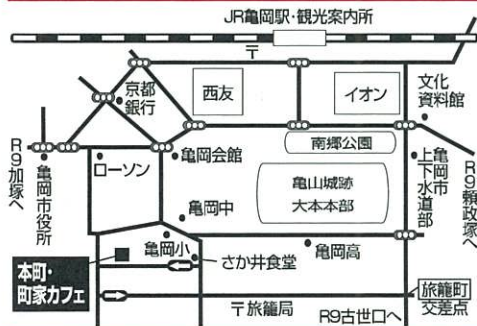 JR亀岡駅・観光案内所
〒
京都
銀行
西友
イオン
文化
資料館
南郷公園
R9加塚へ
亀岡市役所
ローソン
亀岡会館
亀山城跡
大本本部
亀岡市
上下水道部
R9頼政塚へ
亀岡中
亀岡小
さか井食堂
亀岡高
本町・
町家カフェ
〒旅籠局
R9古世口へ
旅籠町
交差点